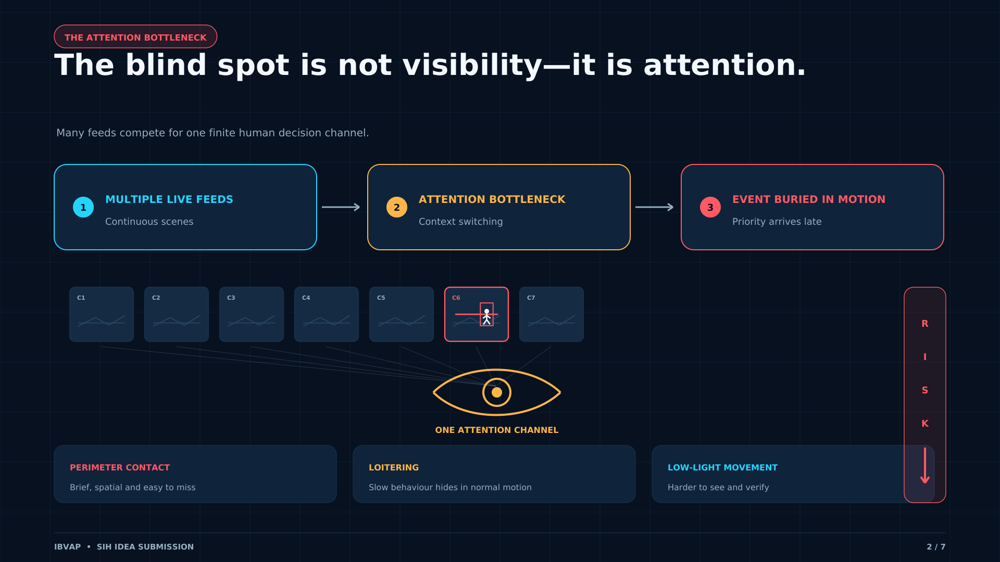 THE ATTENTION BOTTLENECK
The blind spot is not visibility—it is attention.
Many feeds compete for one finite human decision channel.
1
MULTIPLE LIVE FEEDS
Continuous scenes
2
ATTENTION BOTTLENECK
Context switching
3
EVENT BURIED IN MOTION
Priority arrives late
C1
C2
C3
C4
C5
C6
C7
ONE ATTENTION CHANNEL
R
I
S
K
PERIMETER CONTACT
Brief, spatial and easy to miss
LOITERING
Slow behaviour hides in normal motion
LOW-LIGHT MOVEMENT
Harder to see and verify
IBVAP • SIH IDEA SUBMISSION
2 / 7